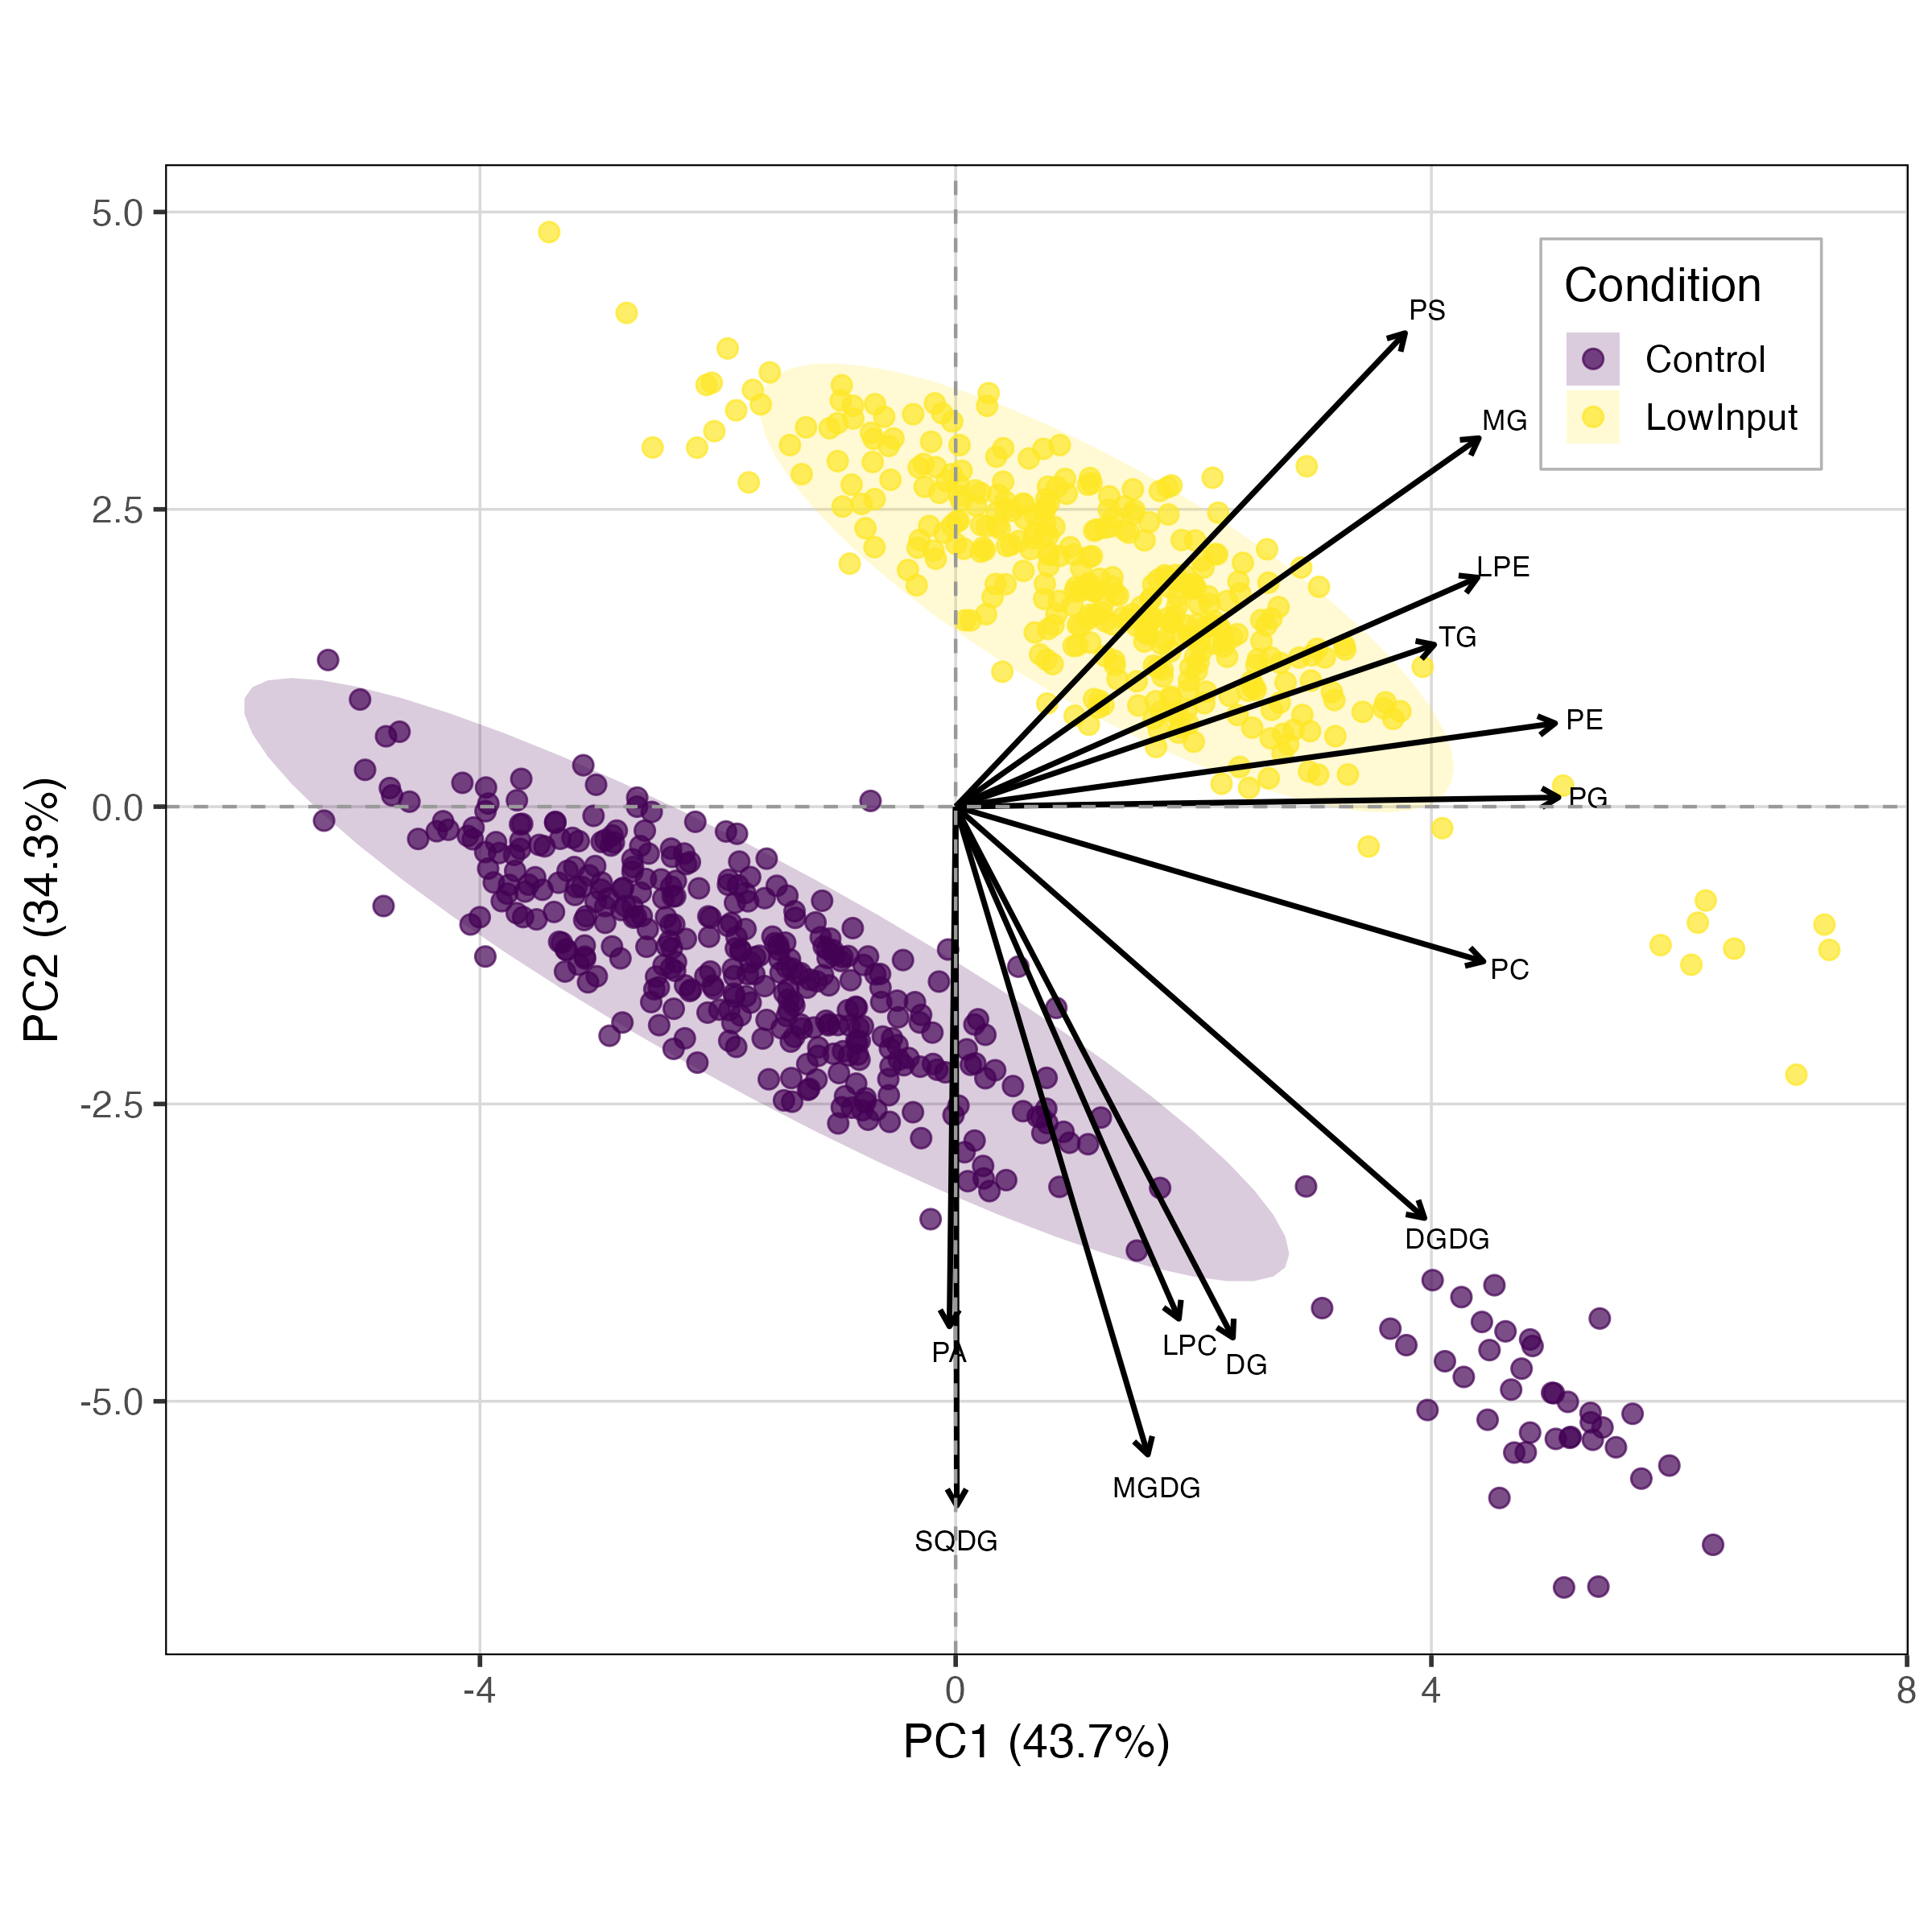 5.0
2.5
0.0
-2.5
-5.0
PC2 (34.3%)
-4
0
4
8
PC1 (43.7%)
Condition
Control
LowInput
PS
MG
LPE
TG
PE
PG
PC
DGDG
PA
LPC
DG
MGDG
SQDG